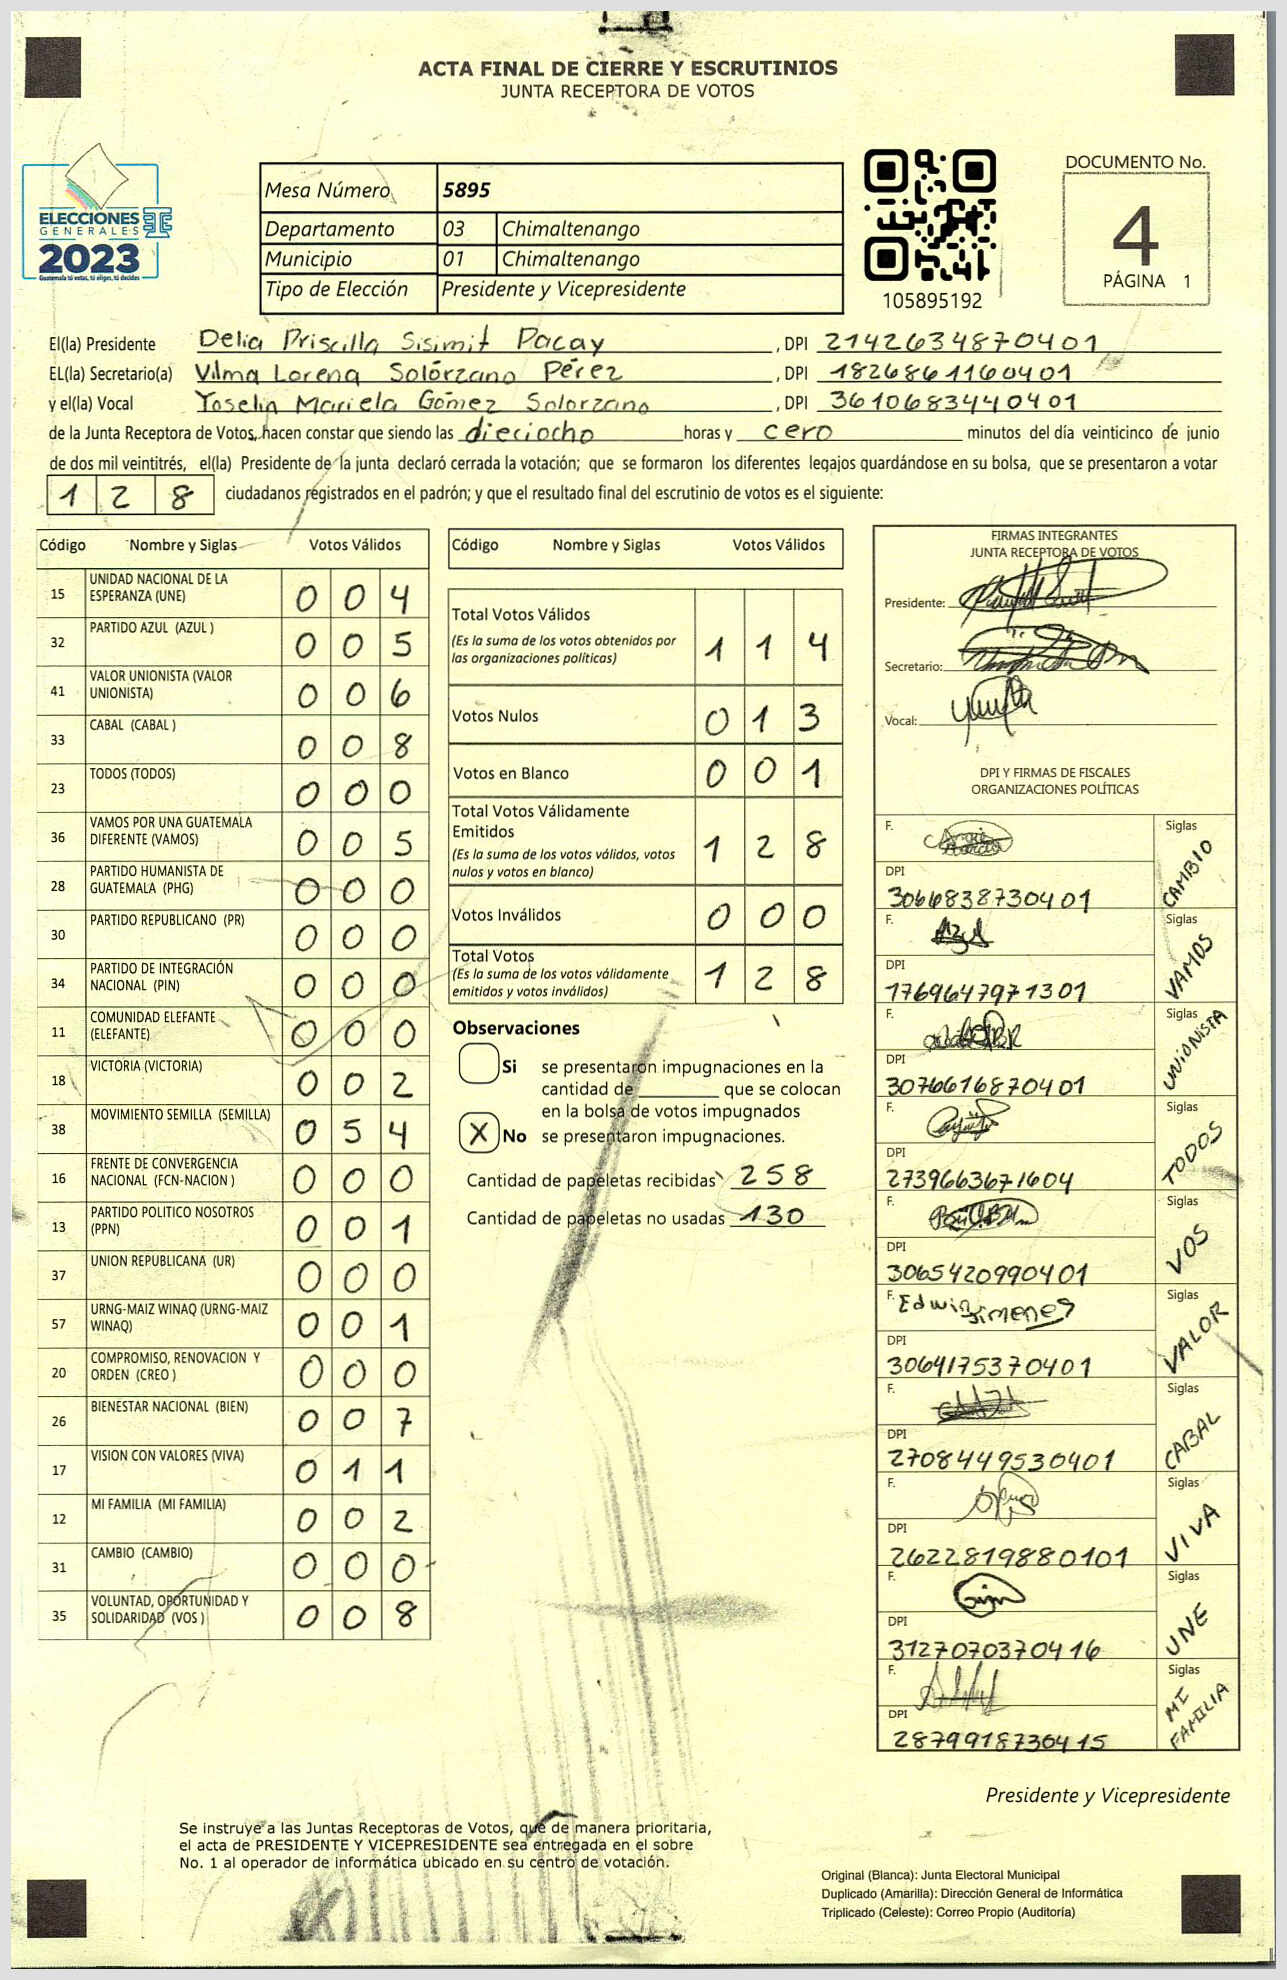 ACTA FINAL DE CIERRE Y ESCRUTINIOS
JUNTA RECEPTORA DE VOTOS
ELECCIONES
GENERALES
2023
Guatemala tú votas, tú eliges, tú decides
Mesa Número 5895
Departamento 03 Chimaltenango
Municipio 01 Chimaltenango
Tipo de Elección Presidente y Vicepresidente
105895192
DOCUMENTO No.
4
PÁGINA 1
El(la) Presidente Delia Priscilla Sisimit Pacay, DPI 2142634870401
EL(la) Secretario(a) Vilma Lorena Solórzano Pérez, DPI 1826861160401
y el(la) Vocal Yoselin Mariela Gómez Solorzano, DPI 3610683440401
de la Junta Receptora de Votos, hacen constar que siendo las dieciocho horas y cero minutos del día veinticinco de junio
de dos mil veintitrés, el(la) Presidente de la junta declaró cerrada la votación; que se formaron los diferentes legajos quardándose en su bolsa, que se presentaron a votar
128 ciudadanos registrados en el padrón; y que el resultado final del escrutinio de votos es el siguiente:
Código Nombre y Siglas Votos Válidos
15 UNIDAD NACIONAL DE LA ESPERANZA (UNE) 0 0 4
32 PARTIDO AZUL (AZUL ) 0 0 5
41 VALOR UNIONISTA (VALOR UNIONISTA) 0 0 6
33 CABAL (CABAL ) 0 0 8
23 TODOS (TODOS) 0 0 0
36 VAMOS POR UNA GUATEMALA DIFERENTE (VAMOS) 0 0 5
28 PARTIDO HUMANISTA DE GUATEMALA (PHG) 0 0 0
30 PARTIDO REPUBLICANO (PR) 0 0 0
34 PARTIDO DE INTEGRACIÓN NACIONAL (PIN) 0 0 0
11 COMUNIDAD ELEFANTE (ELEFANTE) 0 0 0
18 VICTORIA (VICTORIA) 0 0 2
38 MOVIMIENTO SEMILLA (SEMILLA) 0 5 4
16 FRENTE DE CONVERGENCIA NACIONAL (FCN-NACION ) 0 0 0
13 PARTIDO POLITICO NOSOTROS (PPN) 0 0 1
37 UNION REPUBLICANA (UR) 0 0 0
57 URNG-MAIZ WINAQ (URNG-MAIZ WINAQ) 0 0 1
20 COMPROMISO, RENOVACION Y ORDEN (CREO ) 0 0 0
26 BIENESTAR NACIONAL (BIEN) 0 0 7
17 VISION CON VALORES (VIVA) 0 1 1
12 MI FAMILIA (MI FAMILIA) 0 0 2
31 CAMBIO (CAMBIO) 0 0 0
35 VOLUNTAD, OPORTUNIDAD Y SOLIDARIDAD (VOS ) 0 0 8
Código Nombre y Siglas Votos Válidos
Total Votos Válidos 1 1 4
(Es la suma de los votos obtenidos por
las organizaciones políticas)
Votos Nulos 0 1 3
Votos en Blanco 0 0 1
Total Votos Válidamente
Emitidos 1 2 8
(Es la suma de los votos válidos, votos
nulos y votos en blanco)
Votos Inválidos 0 0 0
Total Votos 1 2 8
(Es la suma de los votos válidamente
emitidos y votos inválidos)
Observaciones
Si se presentaron impugnaciones en la
cantidad de que se colocan
en la bolsa de votos impugnados
X No se presentaron impugnaciones.
Cantidad de papeletas recibidas 258
Cantidad de papeletas no usadas 130
FIRMAS INTEGRANTES
JUNTA RECEPTORA DE VOTOS
Presidente:
Secretario:
Vocal:
DPI Y FIRMAS DE FISCALES
ORGANIZACIONES POLÍTICAS
F. Siglas CAMBIO
DPI
3066838730401
F. Siglas VAMOS
DPI
1769647971301
F. Siglas UNIONISTA
DPI
3076616870401
F. Siglas TODOS
DPI
2739663671604
F. Siglas VOS
DPI
3065420990401
F. Edwin Jimenes Siglas VALOR
DPI
3064175370401
F. Siglas CABAL
DPI
2708449530401
F. Siglas VIVA
DPI
2622819880101
F. Siglas UNE
DPI
3127070370416
F. Siglas MI FAMILIA
DPI
2879918730415
Presidente y Vicepresidente
Se instruye a las Juntas Receptoras de Votos, que de manera prioritaria,
el acta de PRESIDENTE Y VICEPRESIDENTE sea entregada en el sobre
No. 1 al operador de informática ubicado en su centro de votación.
Original (Blanca): Junta Electoral Municipal
Duplicado (Amarilla): Dirección General de Informática
Triplicado (Celeste): Correo Propio (Auditoría)